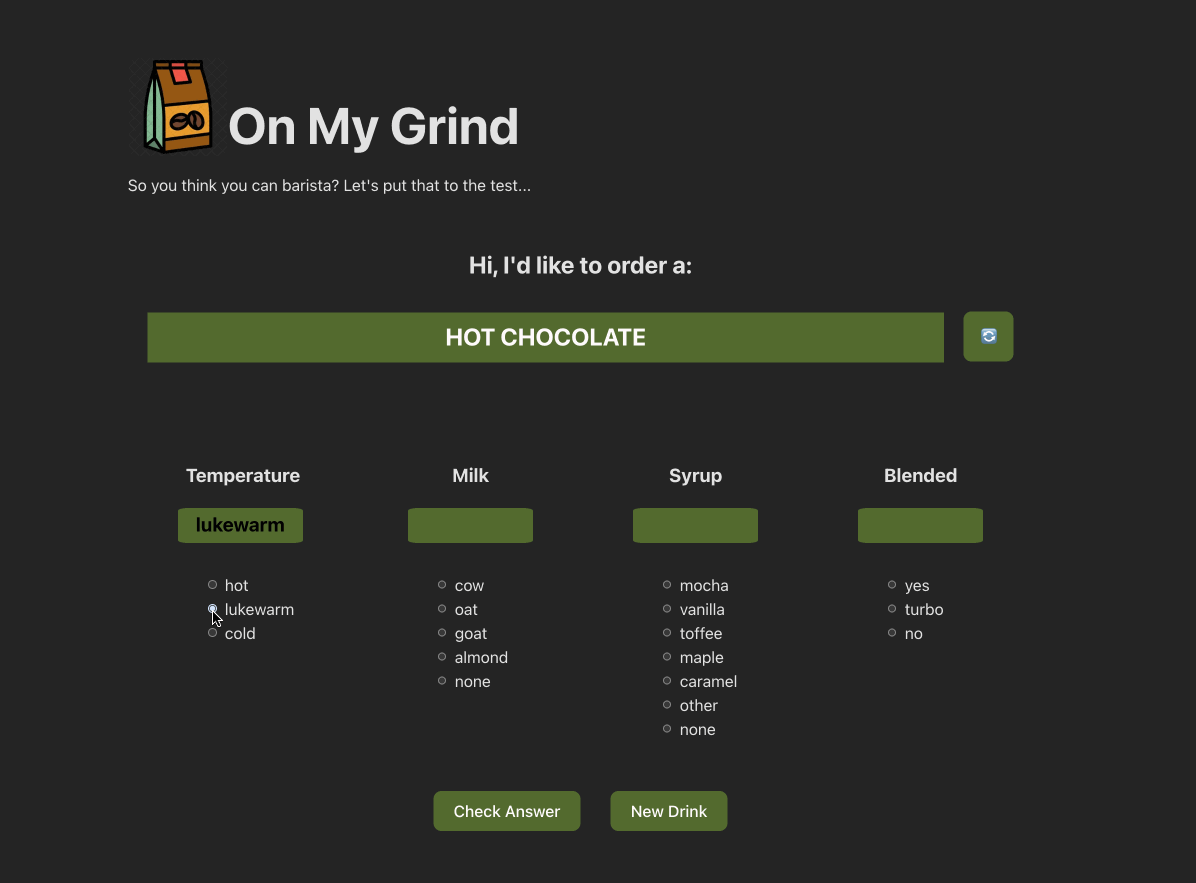 On My Grind
So you think you can barista? Let's put that to the test...
Hi, I'd like to order a:
HOT CHOCOLATE
Temperature
lukewarm
hot
lukewarm
cold
Milk
cow
oat
goat
almond
none
Syrup
mocha
vanilla
toffee
maple
caramel
other
none
Blended
yes
turbo
no
Check Answer
New Drink